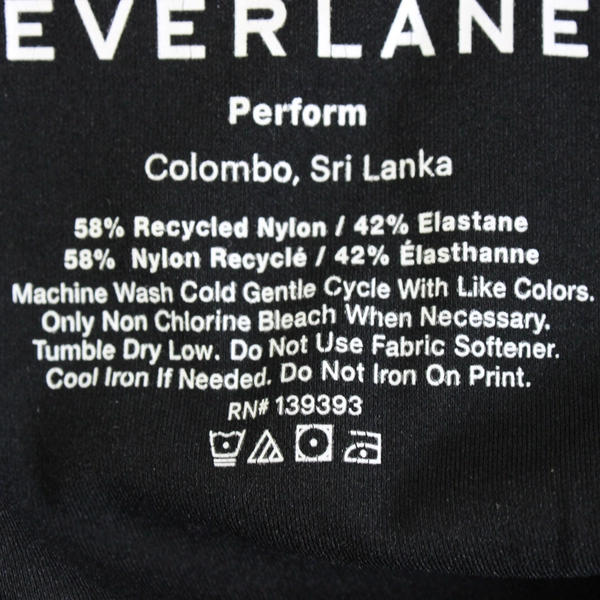 EVERLANE
Perform
Colombo, Sri Lanka
58% Recycled Nylon / 42% Elastane
58% Nylon Recyclé / 42% Élasthanne
Machine Wash Cold Gentle Cycle With Like Colors.
Only Non Chlorine Bleach When Necessary.
Tumble Dry Low. Do Not Use Fabric Softener.
Cool Iron If Needed. Do Not Iron On Print.
RN# 139393